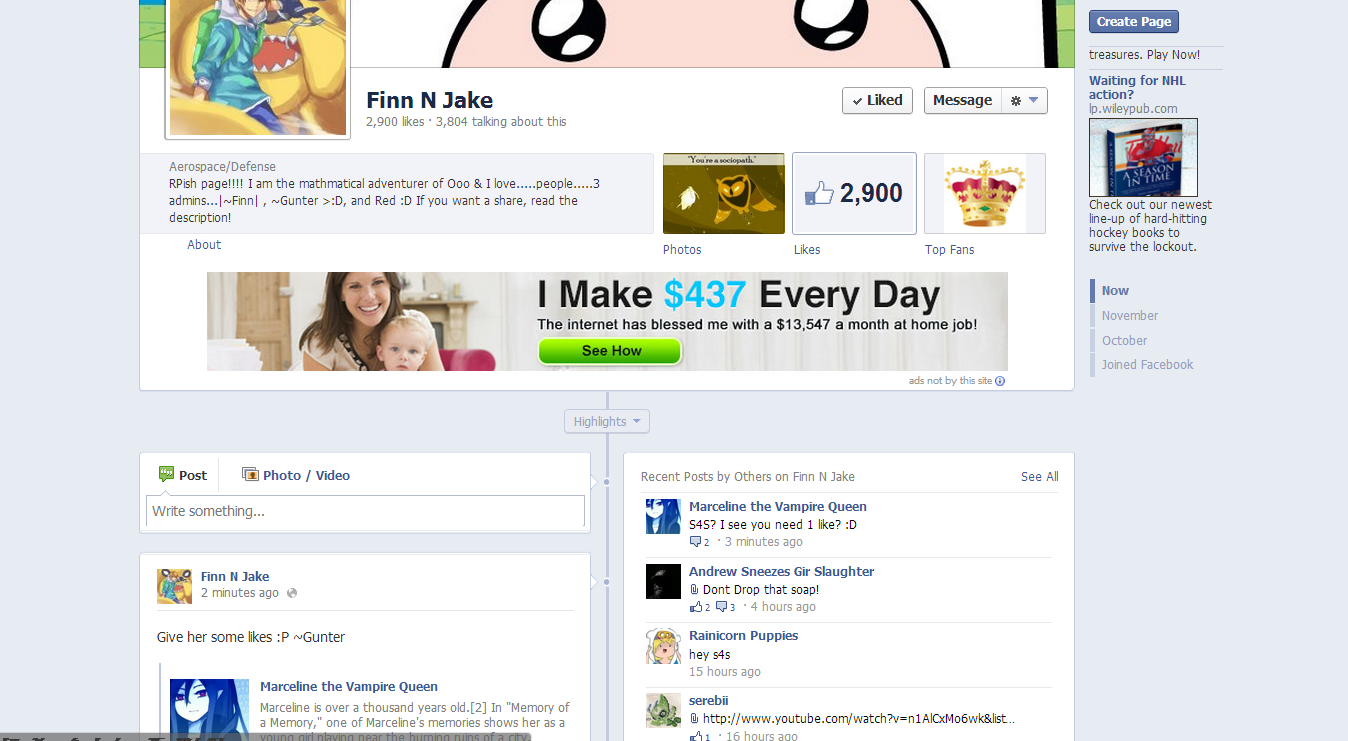 Finn N Jake
2,900 likes · 3,804 talking about this
Liked
Message
Aerospace/Defense
RPish page!!!! I am the mathmatical adventurer of Ooo & I love.....people.....3
admins...|~Finn| , ~Gunter >:D, and Red :D If you want a share, read the
description!
About
"You're a sociopath."
Photos
2,900
Likes
Top Fans
I Make $437 Every Day
The internet has blessed me with a $13,547 a month at home job!
See How
ads not by this site
Highlights
Post
Photo / Video
Write something...
Finn N Jake
2 minutes ago
Give her some likes :P ~Gunter
Marceline the Vampire Queen
Marceline is over a thousand years old.[2] In "Memory of
a Memory," one of Marceline's memories shows her as a
young girl playing near the burning ruins of a city.
Recent Posts by Others on Finn N Jake
See All
Marceline the Vampire Queen
S4S? I see you need 1 like? :D
2 · 3 minutes ago
Andrew Sneezes Gir Slaughter
Dont Drop that soap!
2 3 · 4 hours ago
Rainicorn Puppies
hey s4s
15 hours ago
serebii
http://www.youtube.com/watch?v=n1AlCxMo6wk&list...
1 · 16 hours ago
Create Page
treasures. Play Now!
Waiting for NHL
action?
lp.wileypub.com
A SEASON
IN TIME
Check out our newest
line-up of hard-hitting
hockey books to
survive the lockout.
Now
November
October
Joined Facebook